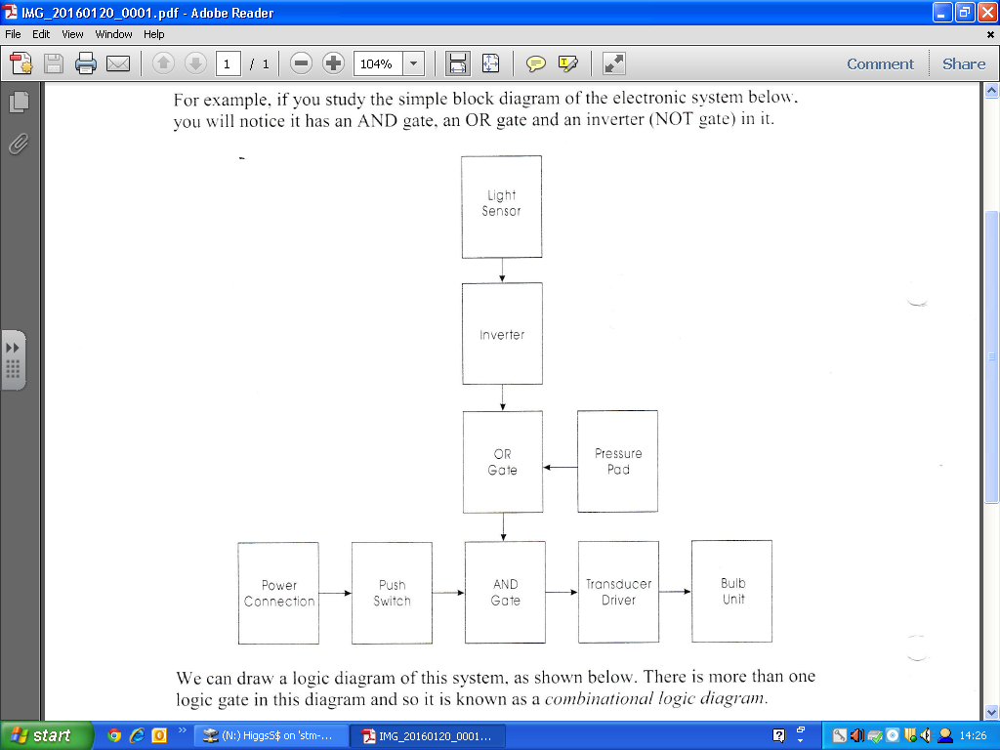 IMG_20160120_0001.pdf - Adobe Reader
File Edit View Window Help
1 / 1 104% Comment Share
For example, if you study the simple block diagram of the electronic system below,
you will notice it has an AND gate, an OR gate and an inverter (NOT gate) in it.
Light
Sensor
Inverter
OR
Gate
Pressure
Pad
Power
Connection
Push
Switch
AND
Gate
Transducer
Driver
Bulb
Unit
We can draw a logic diagram of this system, as shown below. There is more than one
logic gate in this diagram and so it is known as a combinational logic diagram.
start (N:) HiggsS$ on 'stm-... IMG_20160120_0001... 14:26